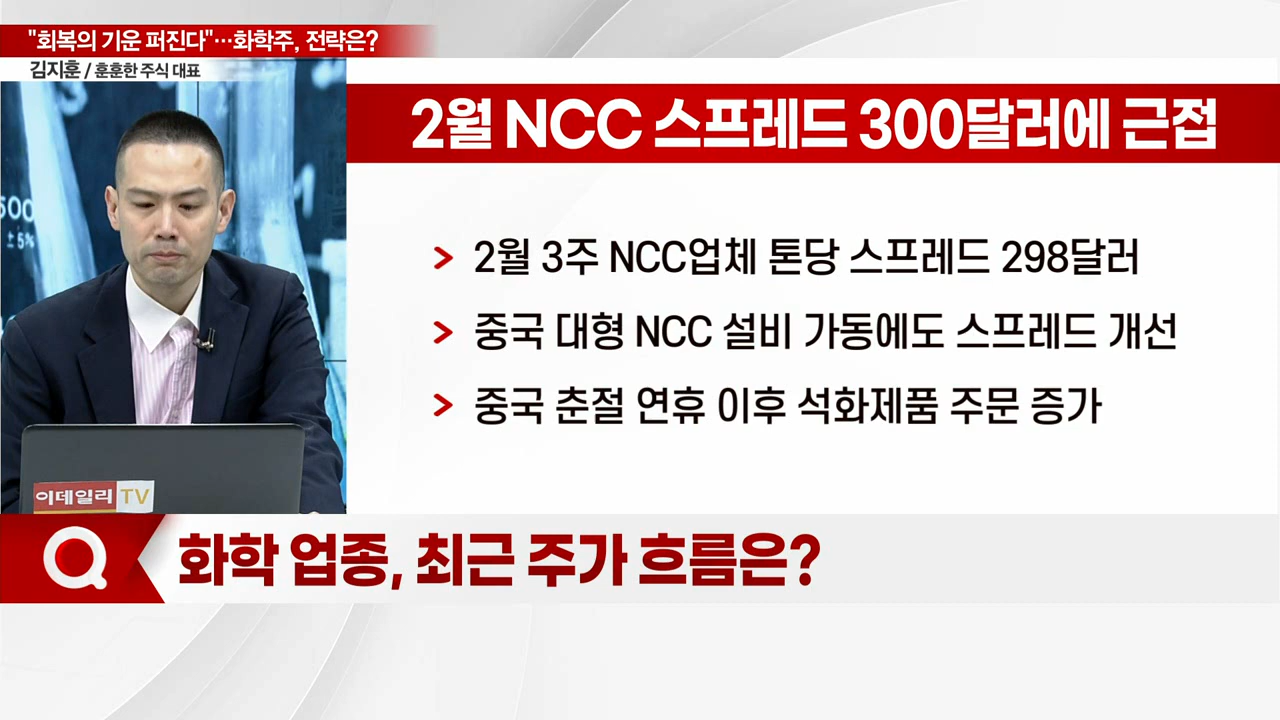 "회복의 기운 퍼진다"…화학주, 전략은?
김지훈 / 훈훈한 주식 대표
2월 NCC 스프레드 300달러에 근접
500
±5%
> 2월 3주 NCC업체 톤당 스프레드 298달러
> 중국 대형 NCC 설비 가동에도 스프레드 개선
> 중국 춘절 연휴 이후 석화제품 주문 증가
이데일리 TV
Q 화학 업종, 최근 주가 흐름은?